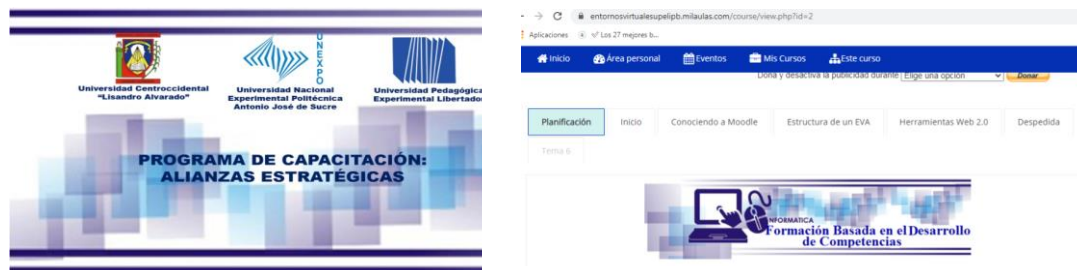 Universidad Centroccidental
"Lisandro Alvarado"
UNEXPO
Universidad Nacional
Experimental Politécnica
Antonio José de Sucre
Universidad Pedagógica
Experimental Libertador
PROGRAMA DE CAPACITACIÓN:
ALIANZAS ESTRATÉGICAS
entornosvirtualesupelipb.milaulas.com/course/view.php?id=2
Aplicaciones Los 27 mejores b...
Inicio Área personal Eventos Mis Cursos Este curso
Dona y desactiva la publicidad durante Elige una opción Donar
Planificación Inicio Conociendo a Moodle Estructura de un EVA Herramientas Web 2.0 Despedida
Tema 6
INFORMATICA
Formación Basada en el Desarrollo
de Competencias